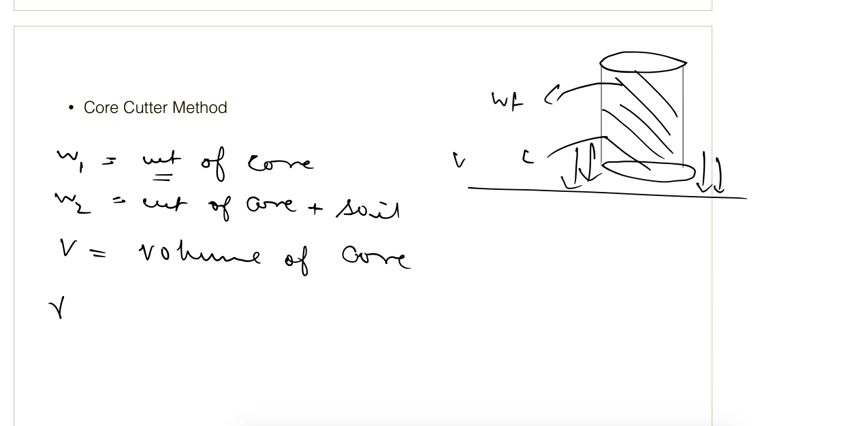 • Core Cutter Method
W₁ = wt of core
W₂ = wt of core + soil
V = volume of core
γ
Wt
V
C